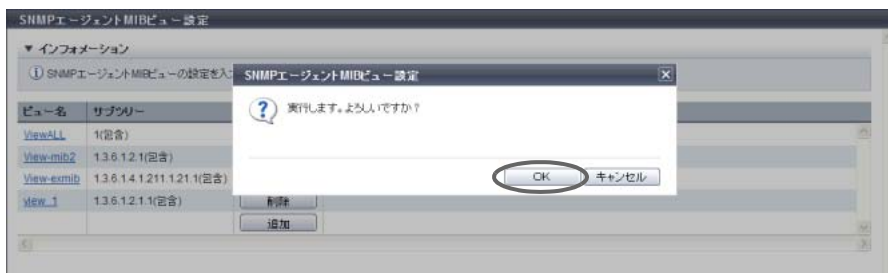 SNMPエージェントMIBビュー設定
▼ インフォメーション
SNMPエージェントMIBビューの設定を入
SNMPエージェントMIBビュー設定
実行します。よろしいですか?
OK キャンセル
ビュー名 サブツリー
ViewALL 1(包含)
View-mib2 1.3.6.1.2.1(包含)
View-exmib 1.3.6.1.4.1.211.1.21.1(包含)
view_1 1.3.6.1.2.1.1(包含) 削除
追加